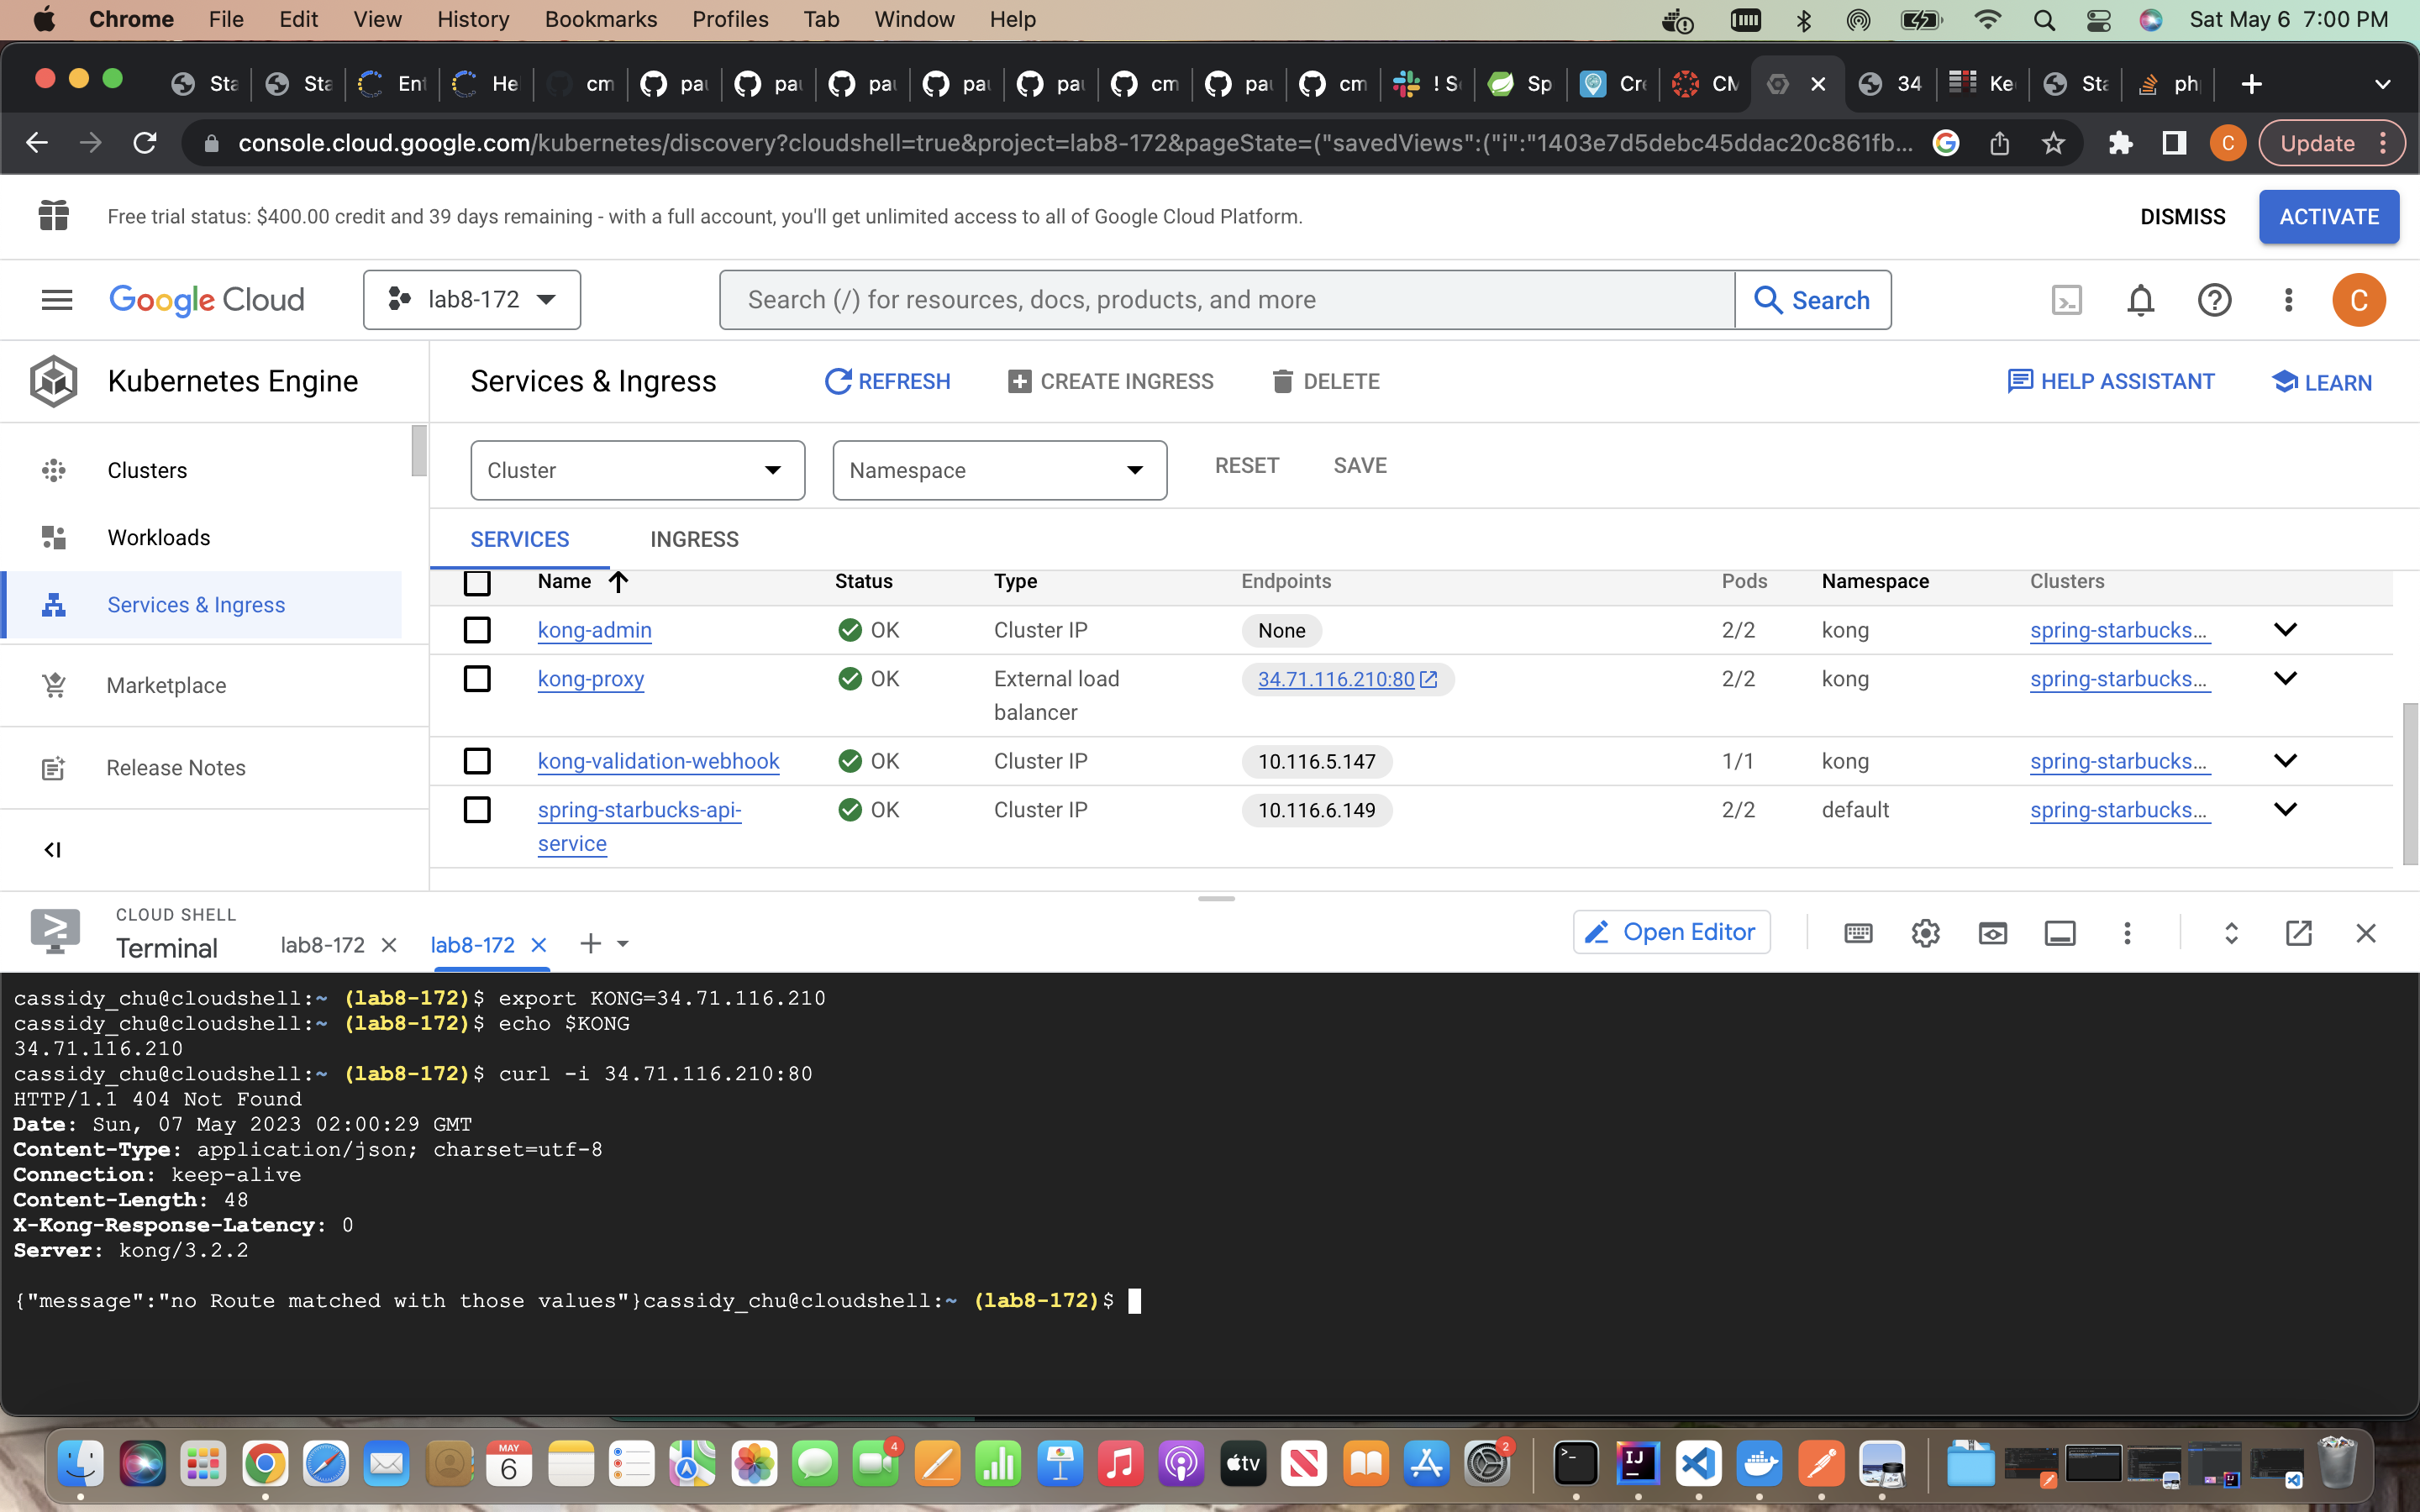 Chrome File Edit View History Bookmarks Profiles Tab Window Help Sat May 6 7:00 PM
Sta Sta Ent He cm pau pau pau pau pau cm pau cm ! S Sp Cre CM 34 Ke Sta ph
console.cloud.google.com/kubernetes/discovery?cloudshell=true&project=lab8-172&pageState=("savedViews":("i":"1403e7d5debc45ddac20c861fb... C Update
Free trial status: $400.00 credit and 39 days remaining - with a full account, you'll get unlimited access to all of Google Cloud Platform. DISMISS ACTIVATE
Google Cloud lab8-172 Search (/) for resources, docs, products, and more Search C
Kubernetes Engine Services & Ingress REFRESH CREATE INGRESS DELETE HELP ASSISTANT LEARN
Clusters
Workloads
Services & Ingress
Marketplace
Release Notes
Cluster Namespace RESET SAVE
SERVICES INGRESS
Name Status Type Endpoints Pods Namespace Clusters
kong-admin OK Cluster IP None 2/2 kong spring-starbucks...
kong-proxy OK External load 34.71.116.210:80 2/2 kong spring-starbucks...
balancer
kong-validation-webhook OK Cluster IP 10.116.5.147 1/1 kong spring-starbucks...
spring-starbucks-api- OK Cluster IP 10.116.6.149 2/2 default spring-starbucks...
service
CLOUD SHELL
Terminal lab8-172 lab8-172 Open Editor
cassidy_chu@cloudshell:~ (lab8-172)$ export KONG=34.71.116.210
cassidy_chu@cloudshell:~ (lab8-172)$ echo $KONG
34.71.116.210
cassidy_chu@cloudshell:~ (lab8-172)$ curl -i 34.71.116.210:80
HTTP/1.1 404 Not Found
Date: Sun, 07 May 2023 02:00:29 GMT
Content-Type: application/json; charset=utf-8
Connection: keep-alive
Content-Length: 48
X-Kong-Response-Latency: 0
Server: kong/3.2.2
{"message":"no Route matched with those values"}cassidy_chu@cloudshell:~ (lab8-172)$
MAY
6
4
tv
2
IJ